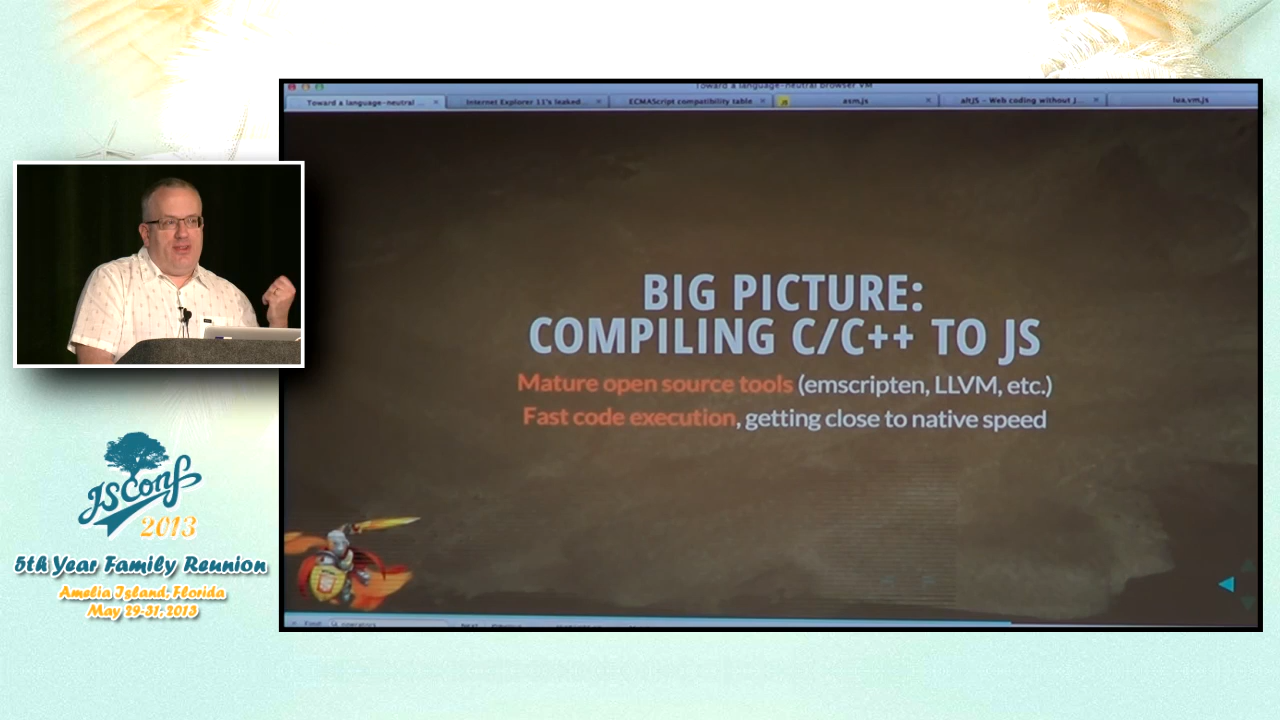 Toward a language-neutral browser VM
Toward a language-neutral ...
Internet Explorer 11's leaked...
ECMAScript compatibility table
asm.js
altJS - Web coding without J...
lua.vm.js
BIG PICTURE:
COMPILING C/C++ TO JS
Mature open source tools (emscripten, LLVM, etc.)
Fast code execution, getting close to native speed
JSConf
2013
5th Year Family Reunion
Amelia Island, Florida
May 29-31, 2013
Find:
operators